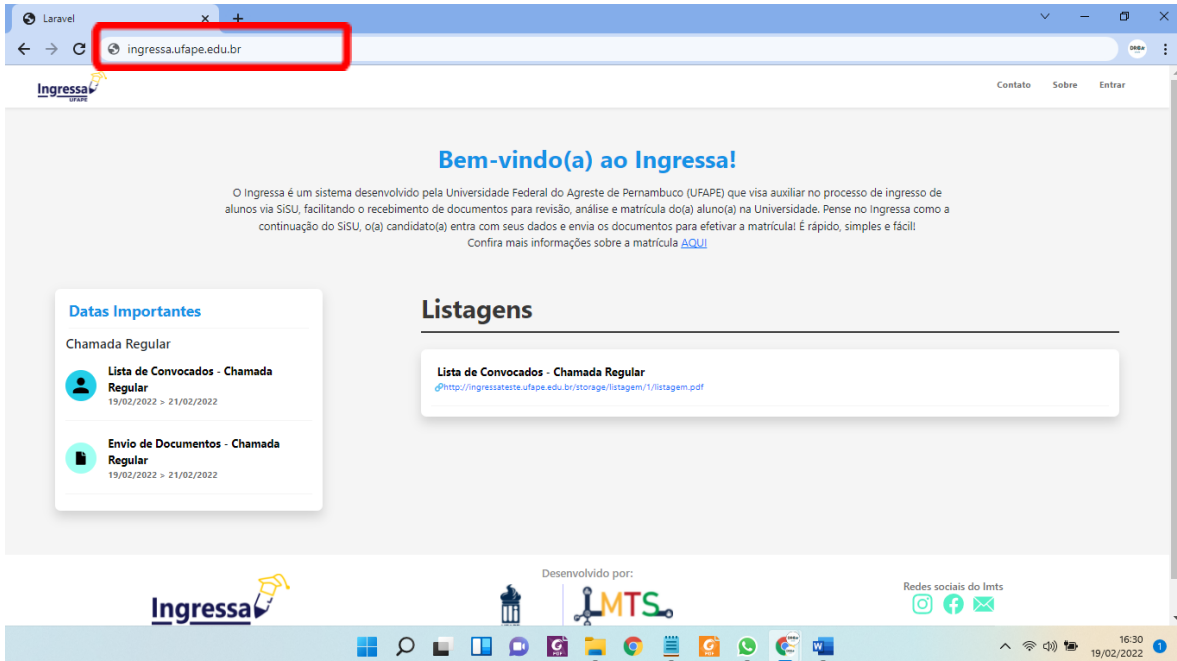 Laravel
ingressa.ufape.edu.br
Ingressa
UFAPE
Contato Sobre Entrar
Bem-vindo(a) ao Ingressa!
O Ingressa é um sistema desenvolvido pela Universidade Federal do Agreste de Pernambuco (UFAPE) que visa auxiliar no processo de ingresso de
alunos via SiSU, facilitando o recebimento de documentos para revisão, análise e matrícula do(a) aluno(a) na Universidade. Pense no Ingressa como a
continuação do SiSU, o(a) candidato(a) entra com seus dados e envia os documentos para efetivar a matrícula! É rápido, simples e fácil!
Confira mais informações sobre a matrícula AQUI
Datas Importantes
Chamada Regular
Lista de Convocados - Chamada
Regular
19/02/2022 > 21/02/2022
Envio de Documentos - Chamada
Regular
19/02/2022 > 21/02/2022
Listagens
Lista de Convocados - Chamada Regular
http://ingressateste.ufape.edu.br/storage/listagem/1/listagem.pdf
Ingressa
Desenvolvido por:
LMTS
Redes sociais do lmts
16:30
19/02/2022
1